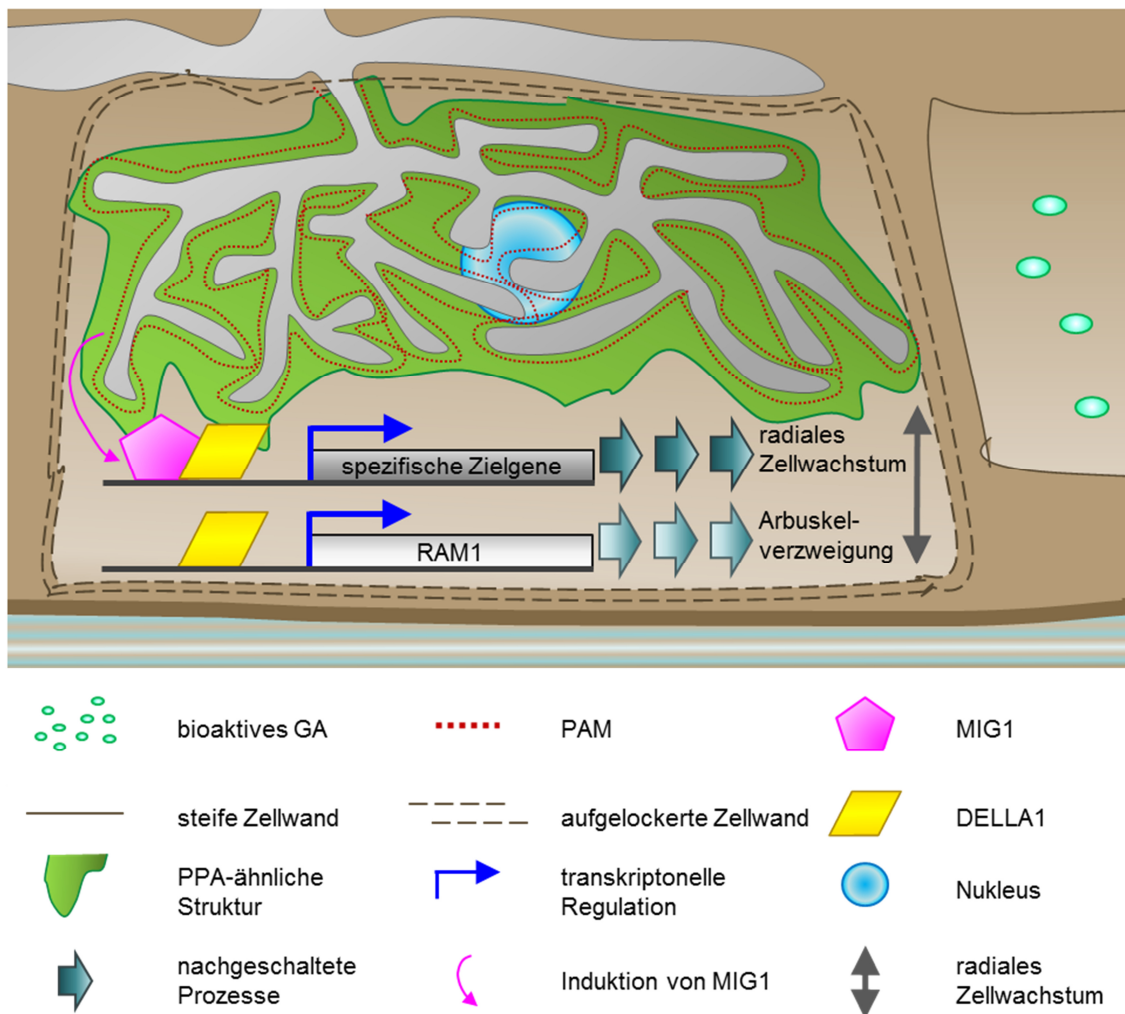 spezifische Zielgene
radiales
Zellwachstum
RAM1
Arbuskel-
verzweigung
bioaktives GA
PAM
MIG1
steife Zellwand
aufgelockerte Zellwand
DELLA1
PPA-ähnliche
Struktur
transkriptonelle
Regulation
Nukleus
nachgeschaltete
Prozesse
Induktion von MIG1
radiales
Zellwachstum